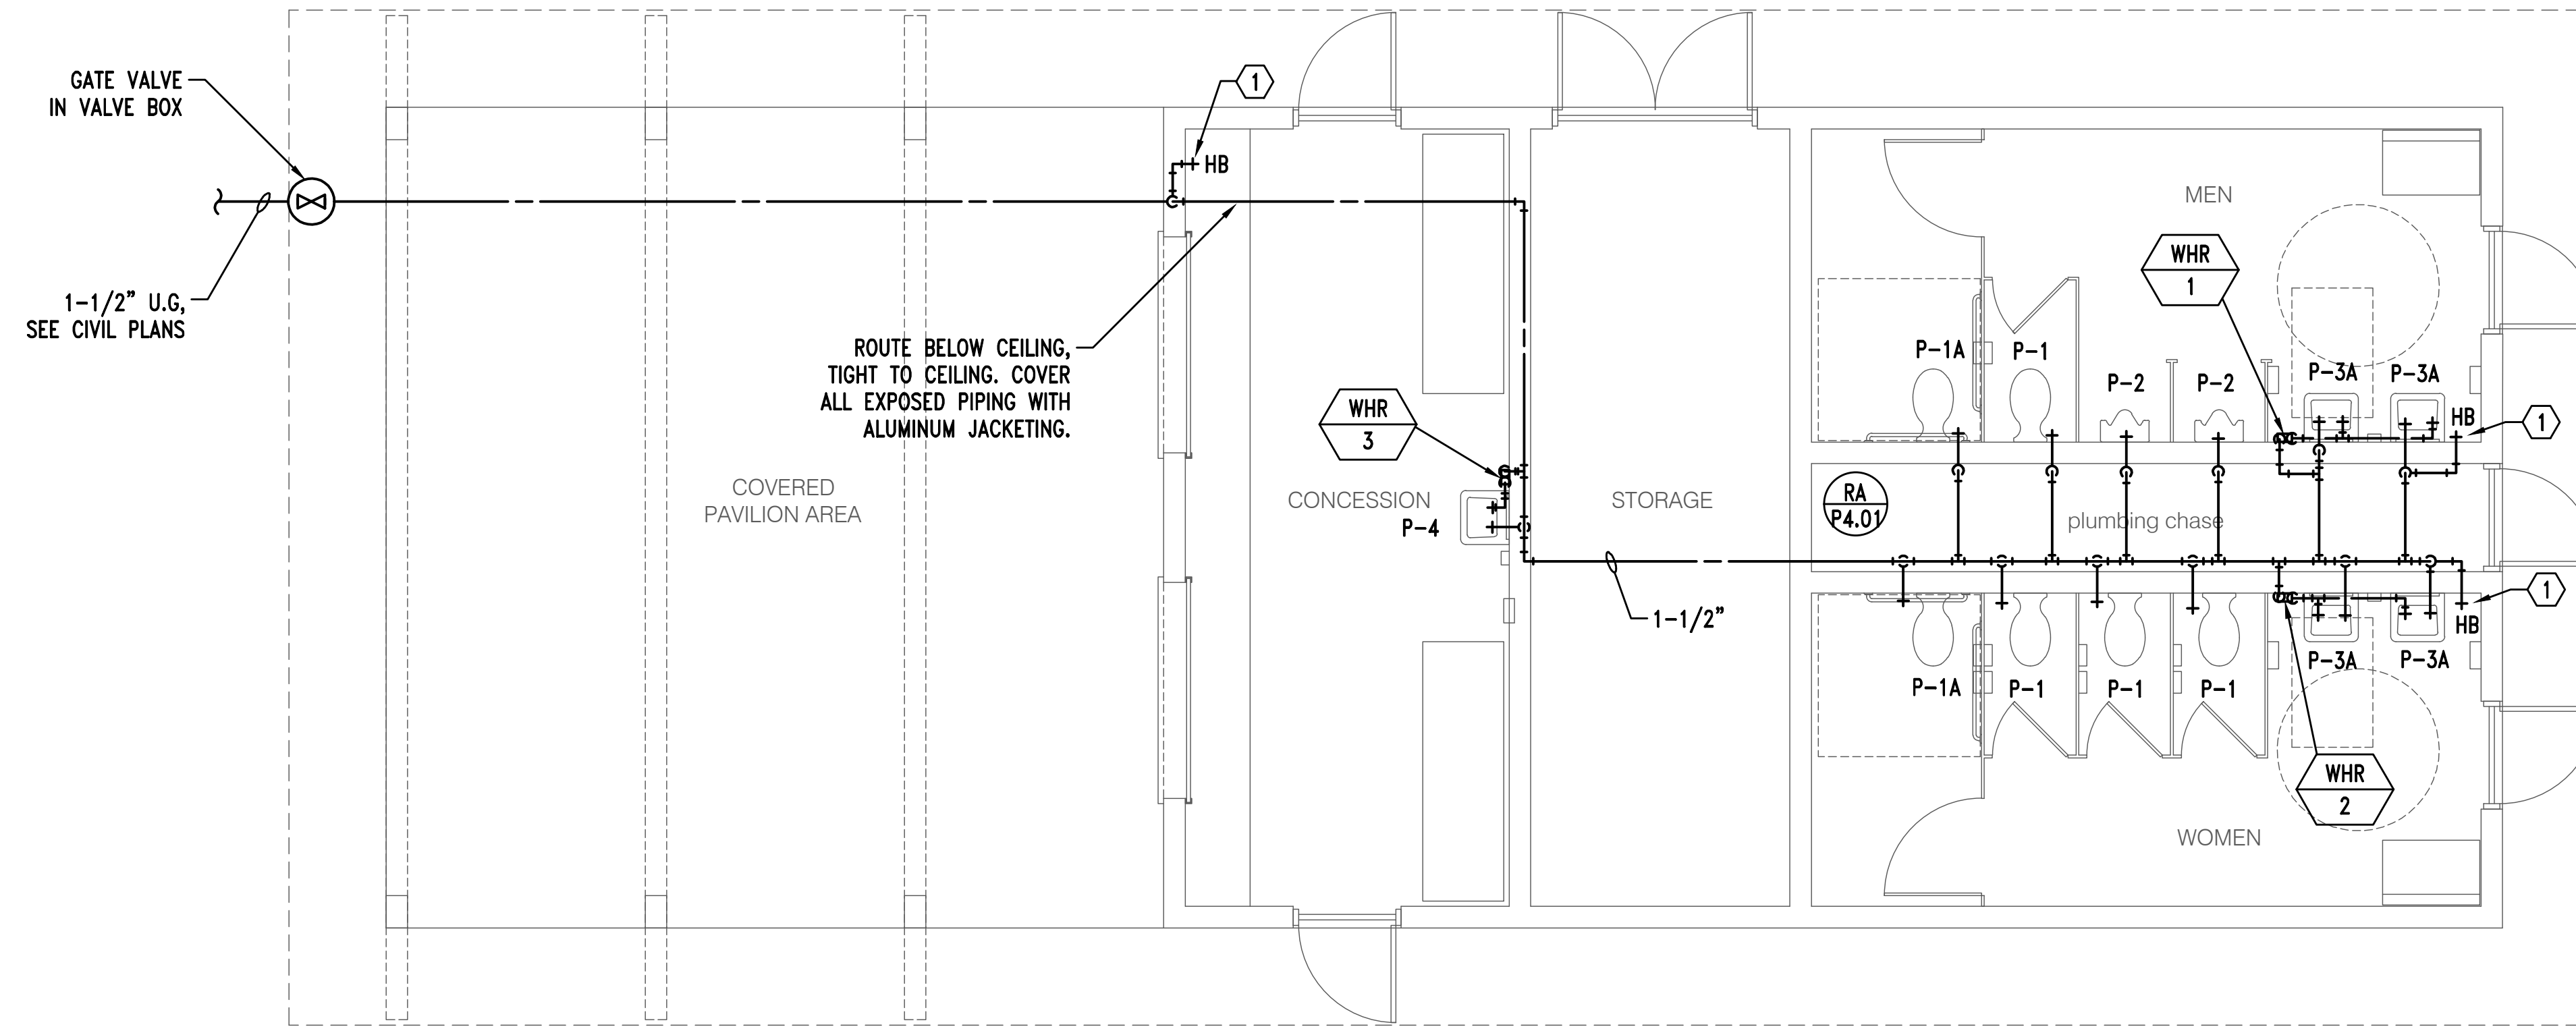 GATE VALVE
IN VALVE BOX
1
HB
1-1/2" U.G,
SEE CIVIL PLANS
ROUTE BELOW CEILING,
TIGHT TO CEILING. COVER
ALL EXPOSED PIPING WITH
ALUMINUM JACKETING.
COVERED
PAVILION AREA
WHR
3
CONCESSION
P-4
STORAGE
1-1/2"
MEN
WHR
1
P-1A
P-1
P-2
P-2
P-3A
P-3A
HB
1
RA
P4.01
plumbing chase
1
HB
P-1A
P-1
P-1
P-1
P-3A
P-3A
WHR
2
WOMEN